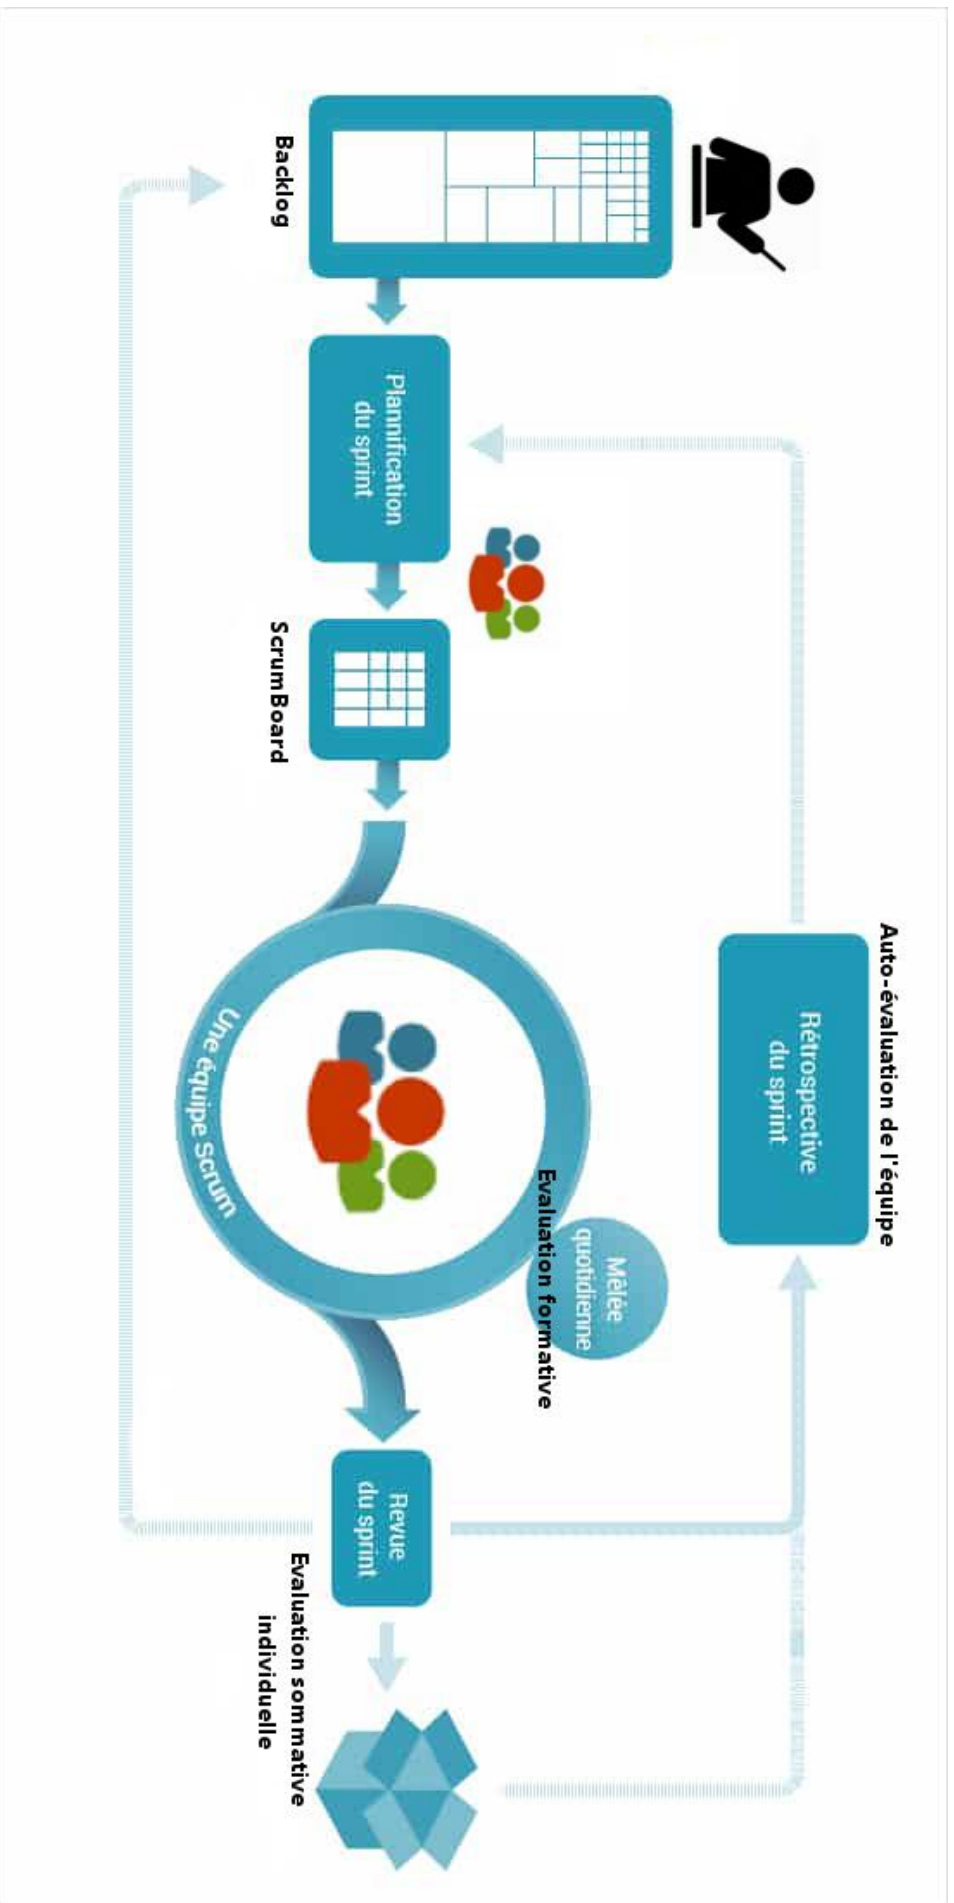 Backlog
Plannification
du sprint
ScrumBoard
Une équipe Scrum
Mêlée
quotidienne
Evaluation formative
Auto-évaluation de l'équipe
Rétrospective
du sprint
Revue
du sprint
Evaluation sommative
individuelle